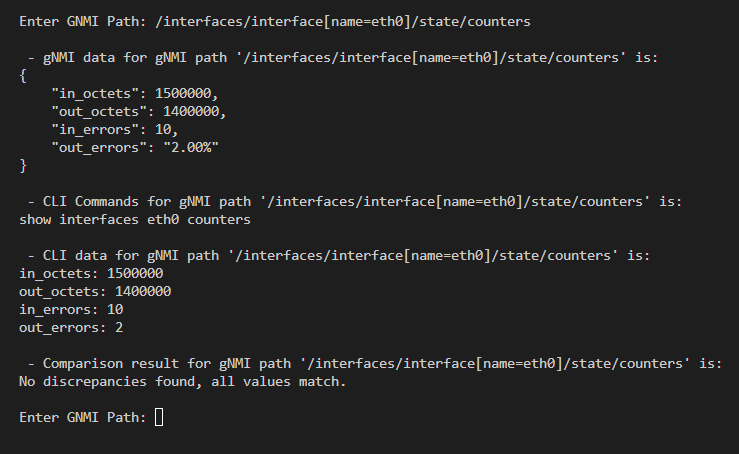 Enter GNMI Path: /interfaces/interface[name=eth0]/state/counters
- gNMI data for gNMI path '/interfaces/interface[name=eth0]/state/counters' is:
{
"in_octets": 1500000,
"out_octets": 1400000,
"in_errors": 10,
"out_errors": "2.00%"
}
- CLI Commands for gNMI path '/interfaces/interface[name=eth0]/state/counters' is:
show interfaces eth0 counters
- CLI data for gNMI path '/interfaces/interface[name=eth0]/state/counters' is:
in_octets: 1500000
out_octets: 1400000
in_errors: 10
out_errors: 2
- Comparison result for gNMI path '/interfaces/interface[name=eth0]/state/counters' is:
No discrepancies found, all values match.
Enter GNMI Path: